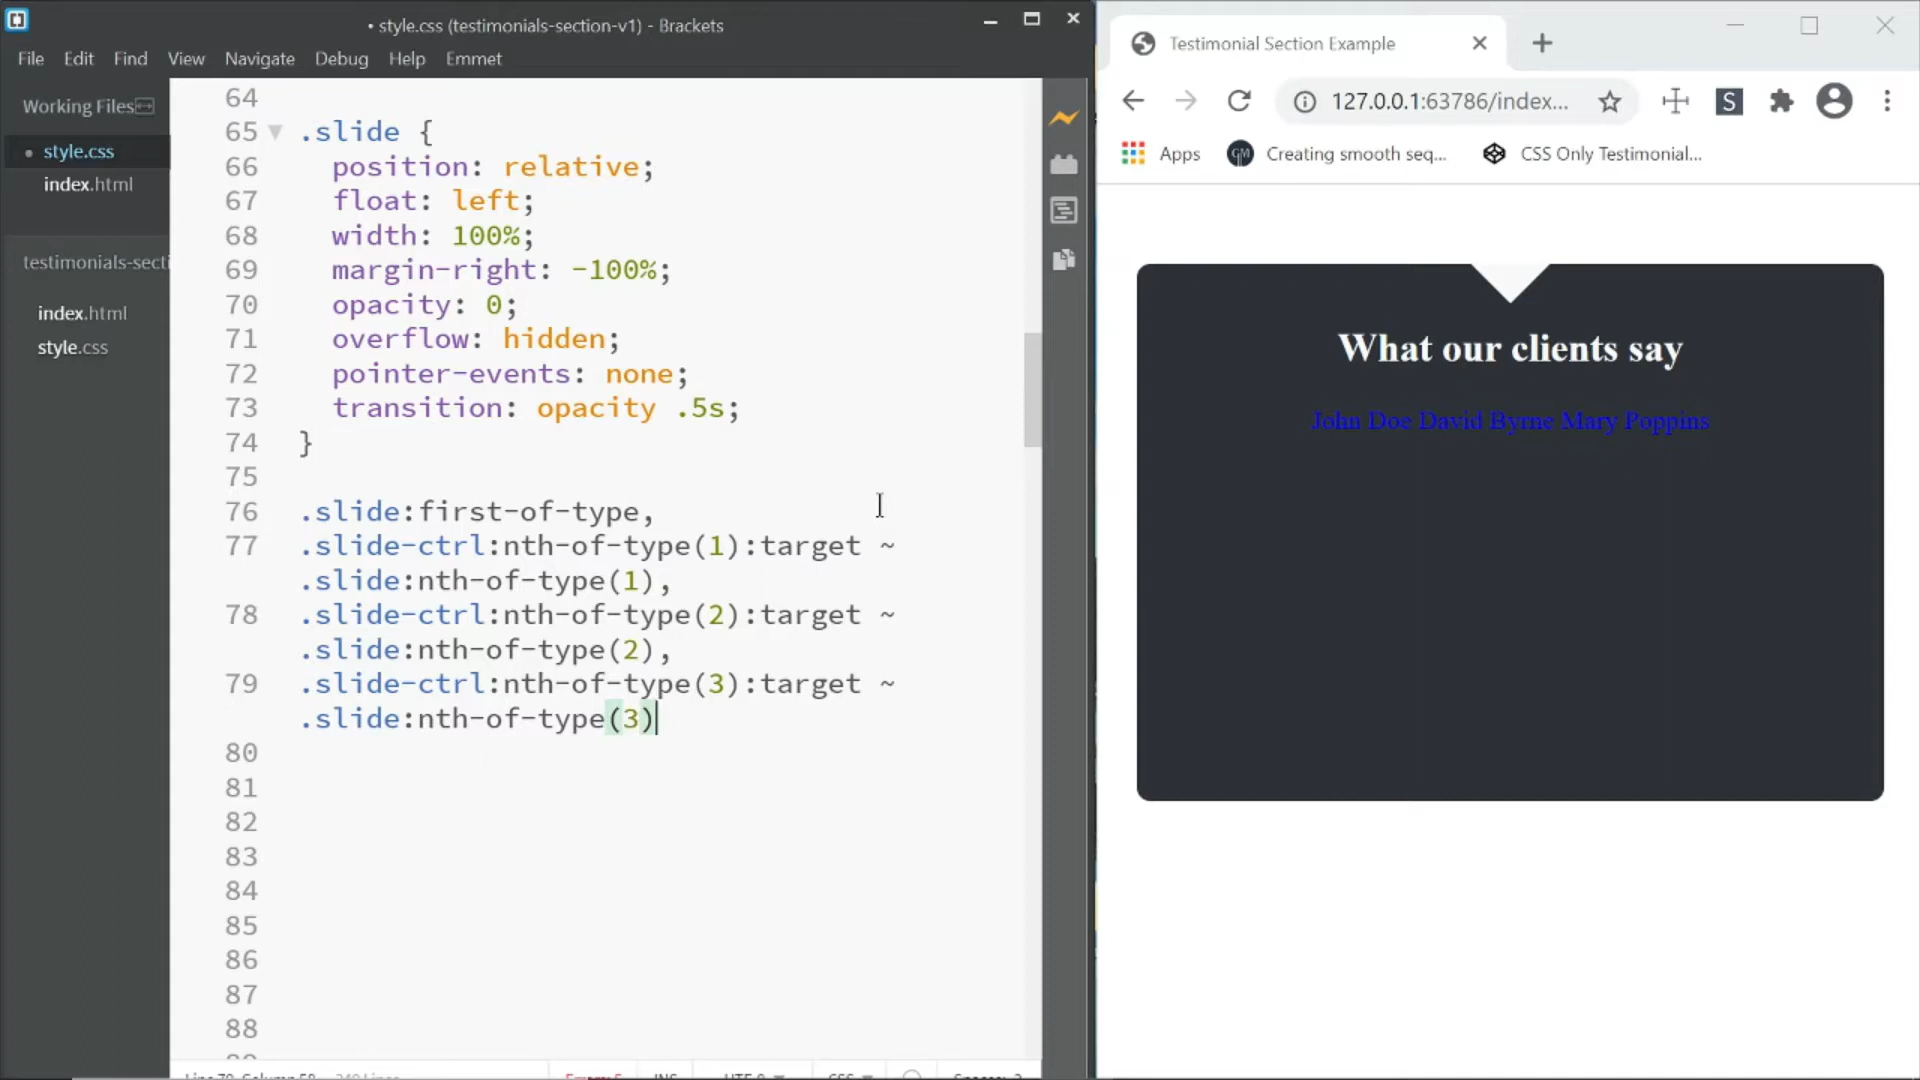 • style.css (testimonials-section-v1) - Brackets
File Edit Find View Navigate Debug Help Emmet
Working Files
• style.css
index.html
testimonials-secti
index.html
style.css
64
65 .slide {
66 position: relative;
67 float: left;
68 width: 100%;
69 margin-right: -100%;
70 opacity: 0;
71 overflow: hidden;
72 pointer-events: none;
73 transition: opacity .5s;
74 }
75
76 .slide:first-of-type,
77 .slide-ctrl:nth-of-type(1):target ~
.slide:nth-of-type(1),
78 .slide-ctrl:nth-of-type(2):target ~
.slide:nth-of-type(2),
79 .slide-ctrl:nth-of-type(3):target ~
.slide:nth-of-type(3)
80
81
82
83
84
85
86
87
88
Testimonial Section Example
127.0.0.1:63786/index...
S
Apps
GM Creating smooth seq...
CSS Only Testimonial...
What our clients say
John Doe David Byrne Mary Poppins